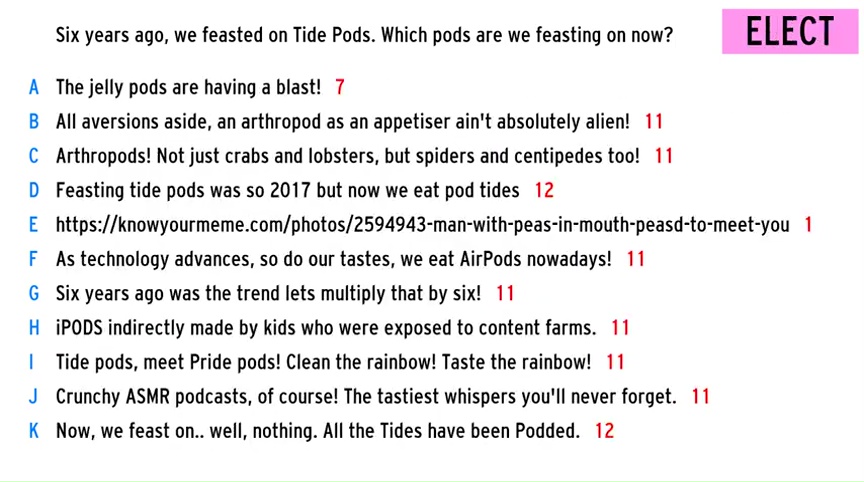 Six years ago, we feasted on Tide Pods. Which pods are we feasting on now?
ELECT
A The jelly pods are having a blast! 7
B All aversions aside, an arthropod as an appetiser ain't absolutely alien! 11
C Arthropods! Not just crabs and lobsters, but spiders and centipedes too! 11
D Feasting tide pods was so 2017 but now we eat pod tides 12
E https://knowyourmeme.com/photos/2594943-man-with-peas-in-mouth-peasd-to-meet-you 1
F As technology advances, so do our tastes, we eat AirPods nowadays! 11
G Six years ago was the trend lets multiply that by six! 11
H iPODS indirectly made by kids who were exposed to content farms. 11
I Tide pods, meet Pride pods! Clean the rainbow! Taste the rainbow! 11
J Crunchy ASMR podcasts, of course! The tastiest whispers you'll never forget. 11
K Now, we feast on.. well, nothing. All the Tides have been Podded. 12